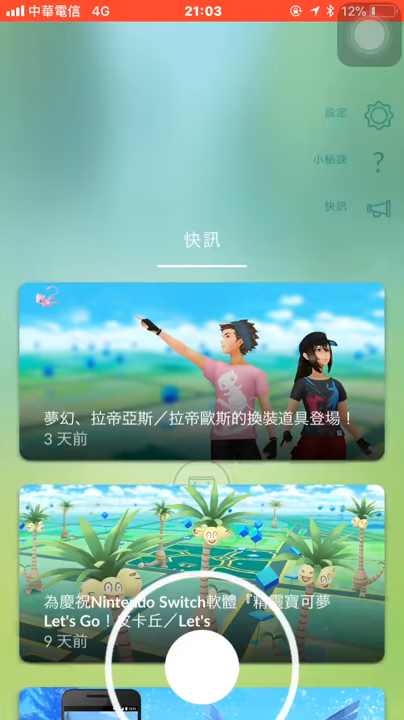 中華電信 4G 21:03 12%
設定
小秘訣
快訊
快訊
夢幻、拉帝亞斯／拉帝歐斯的換裝道具登場！
3 天前
為慶祝Nintendo Switch軟體『精靈寶可夢
Let's Go！皮卡丘／Let's
9 天前